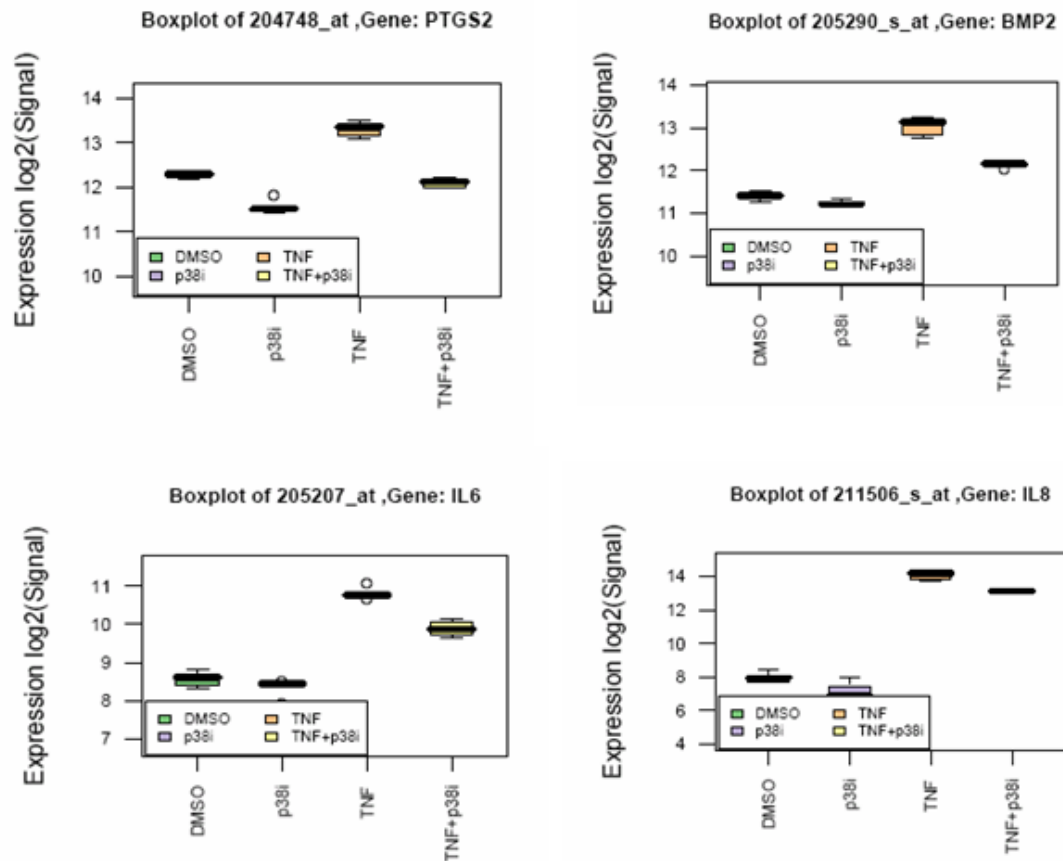 Boxplot of 204748_at ,Gene: PTGS2
Expression log2(Signal)
14
13
12
11
10
DMSO TNF
p38i TNF+p38i
DMSO
p38i
TNF
TNF+p38i
Boxplot of 205290_s_at ,Gene: BMP2
Expression log2(Signal)
14
13
12
11
10
DMSO TNF
p38i TNF+p38i
DMSO
p38i
TNF
TNF+p38i
Boxplot of 205207_at ,Gene: IL6
Expression log2(Signal)
11
10
9
8
7
DMSO TNF
p38i TNF+p38i
DMSO
p38i
TNF
TNF+p38i
Boxplot of 211506_s_at ,Gene: IL8
Expression log2(Signal)
14
12
10
8
6
4
DMSO TNF
p38i TNF+p38i
DMSO
p38i
TNF
TNF+p38i